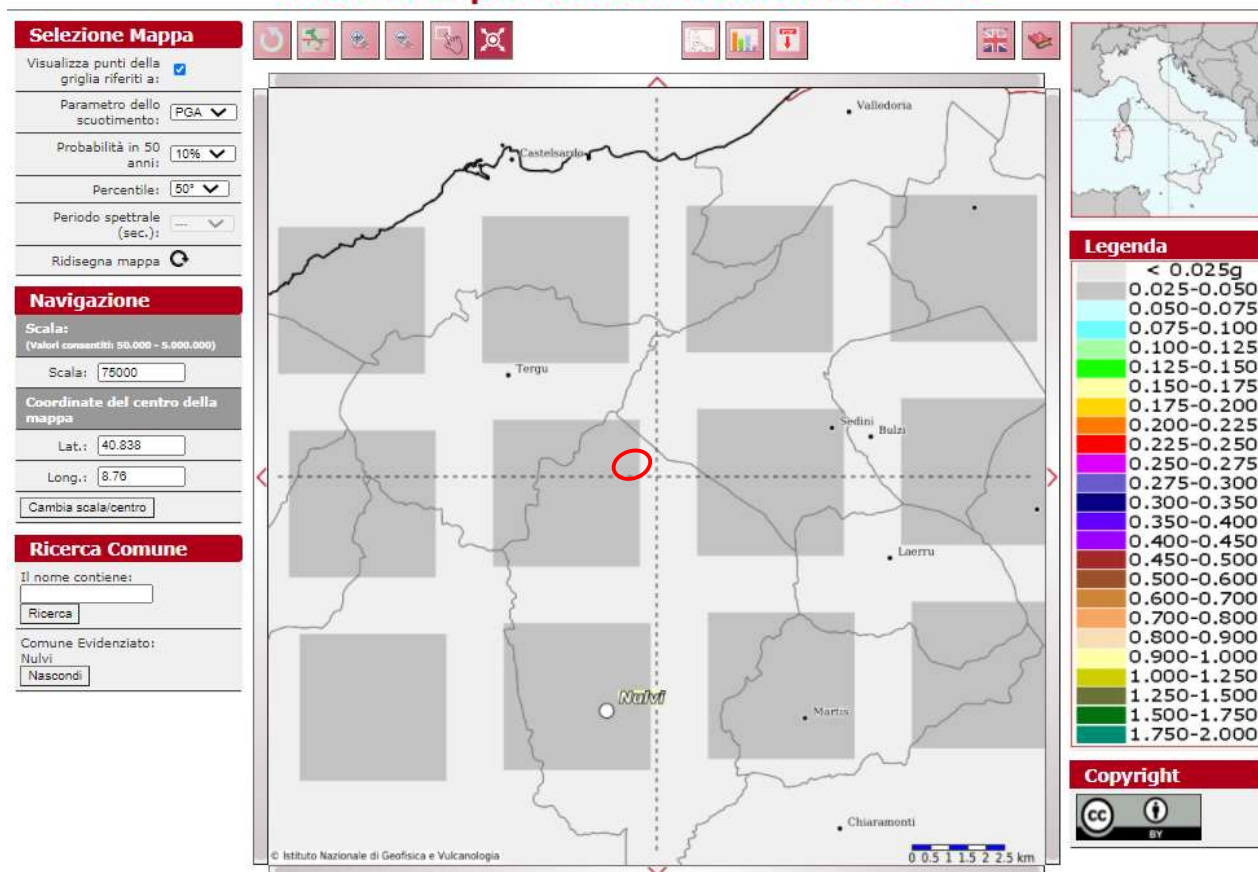 Selezione Mappa
Visualizza punti della
griglia riferiti a:
Parametro dello
scuotimento:
PGA
Probabilità in 50
anni:
10%
Percentile:
50°
Periodo spettrale
(sec.):
---
Ridisegna mappa
Navigazione
Scala:
(Valori consentiti: 50.000 - 5.000.000)
Scala: 75000
Coordinate del centro della
mappa
Lat.: 40.838
Long.: 8.76
Cambia scala/centro
Ricerca Comune
Il nome contiene:
Ricerca
Comune Evidenziato:
Nulvi
Nascondi
Valledoria
Castelsardo
Tergu
Sedini
Bulzi
Laerru
Nulvi
Martis
Chiaramonti
© Istituto Nazionale di Geofisica e Vulcanologia
0 0.5 1 1.5 2 2.5 km
Legenda
< 0.025g
0.025-0.050
0.050-0.075
0.075-0.100
0.100-0.125
0.125-0.150
0.150-0.175
0.175-0.200
0.200-0.225
0.225-0.250
0.250-0.275
0.275-0.300
0.300-0.350
0.350-0.400
0.400-0.450
0.450-0.500
0.500-0.600
0.600-0.700
0.700-0.800
0.800-0.900
0.900-1.000
1.000-1.250
1.250-1.500
1.500-1.750
1.750-2.000
Copyright
cc
BY